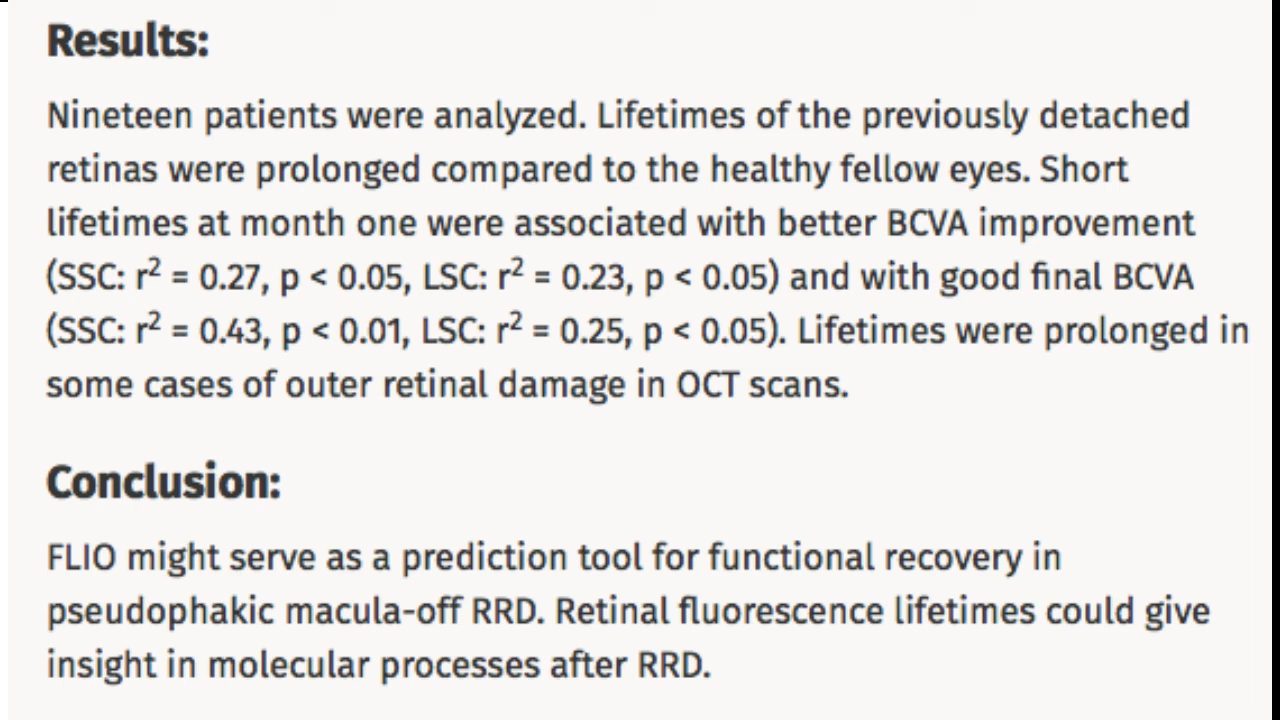 Results:
Nineteen patients were analyzed. Lifetimes of the previously detached
retinas were prolonged compared to the healthy fellow eyes. Short
lifetimes at month one were associated with better BCVA improvement
(SSC: r² = 0.27, p < 0.05, LSC: r² = 0.23, p < 0.05) and with good final BCVA
(SSC: r² = 0.43, p < 0.01, LSC: r² = 0.25, p < 0.05). Lifetimes were prolonged in
some cases of outer retinal damage in OCT scans.
Conclusion:
FLIO might serve as a prediction tool for functional recovery in
pseudophakic macula-off RRD. Retinal fluorescence lifetimes could give
insight in molecular processes after RRD.